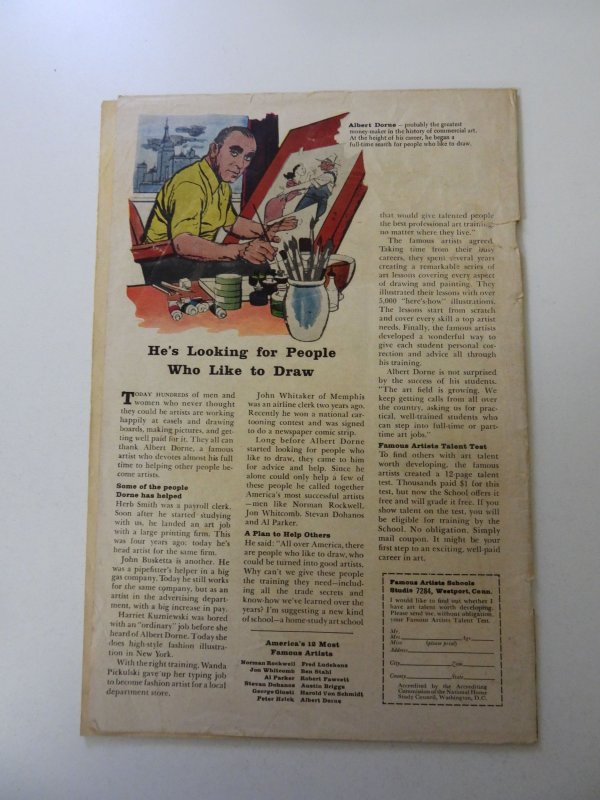 Albert Dorne – probably the greatest
money-maker in the history of commercial art.
At the height of his career, he began a
full-time search for people who like to draw.
He's Looking for People
Who Like to Draw
TODAY HUNDREDS of men and
women who never thought
they could be artists are working
happily at easels and drawing
boards, making pictures, and get-
ting well paid for it. They all can
thank Albert Dorne, a famous
artist who devotes almost his full
time to helping other people be-
come artists.
Some of the people
Dorne has helped
Herb Smith was a payroll clerk.
Soon after he started studying
with us, he landed an art job
with a large printing firm. This
was four years ago: today he's
head artist for the same firm.
John Busketta is another. He
was a pipefitter's helper in a big
gas company. Today he still works
for the same company, but as an
artist in the advertising depart-
ment, with a big increase in pay.
Harriet Kuzniewski was bored
with an "ordinary" job before she
heard of Albert Dorne. Today she
does high-style fashion illustra-
tion in New York.
With the right training, Wanda
Pickulski gave up her typing job
to become fashion artist for a local
department store.
John Whitaker of Memphis
was an airline clerk two years ago.
Recently he won a national car-
tooning contest and was signed
to do a newspaper comic strip.
Long before Albert Dorne
started looking for people who
like to draw, they came to him
for advice and help. Since he
alone could only help a few of
these people he called together
America's most successful artists
—men like Norman Rockwell,
Jon Whitcomb, Stevan Dohanos
and Al Parker.
A Plan to Help Others
He said: "All over America, there
are people who like to draw, who
could be turned into good artists.
Why can't we give these people
the training they need—includ-
ing all the trade secrets and
know-how we've learned over the
years? I'm suggesting a new kind
of school—a home-study art school
America's 12 Most
Famous Artists
Norman Rockwell
Jon Whitcomb
Al Parker
Stevan Dohanos
George Giusti
Peter Helck
Fred Ludekens
Ben Stahl
Robert Fawcett
Austin Briggs
Harold Von Schmidt
Albert Dorne
that would give talented people
the best professional art training
no matter where they live."
The famous artists agreed.
Taking time from their busy
careers, they spent several years
creating a remarkable series of
art lessons covering every aspect
of drawing and painting. They
illustrated their lessons with over
5,000 "here's-how" illustrations.
The lessons start from scratch
and cover every skill a top artist
needs. Finally, the famous artists
developed a wonderful way to
give each student personal cor-
rection and advice all through
his training.
Albert Dorne is not surprised
by the success of his students.
"The art field is growing. We
keep getting calls from all over
the country, asking us for prac-
tical, well-trained students who
can step into full-time or part-
time art jobs."
Famous Artists Talent Test
To find others with art talent
worth developing, the famous
artists created a 12-page talent
test. Thousands paid $1 for this
test, but now the School offers it
free and will grade it free. If you
show talent on the test, you will
be eligible for training by the
School. No obligation. Simply
mail coupon. It might be your
first step to an exciting, well-paid
career in art.
Famous Artists Schools
Studio 7284, Westport, Conn.
I would like to find out whether I
have art talent worth developing.
Please send me, without obligation,
your Famous Artists Talent Test.
Mr.
Mrs. Age
Miss (please print)
Address
City Zone
County State
Accredited by the Accrediting
Commission of the National Home
Study Council, Washington, D.C.